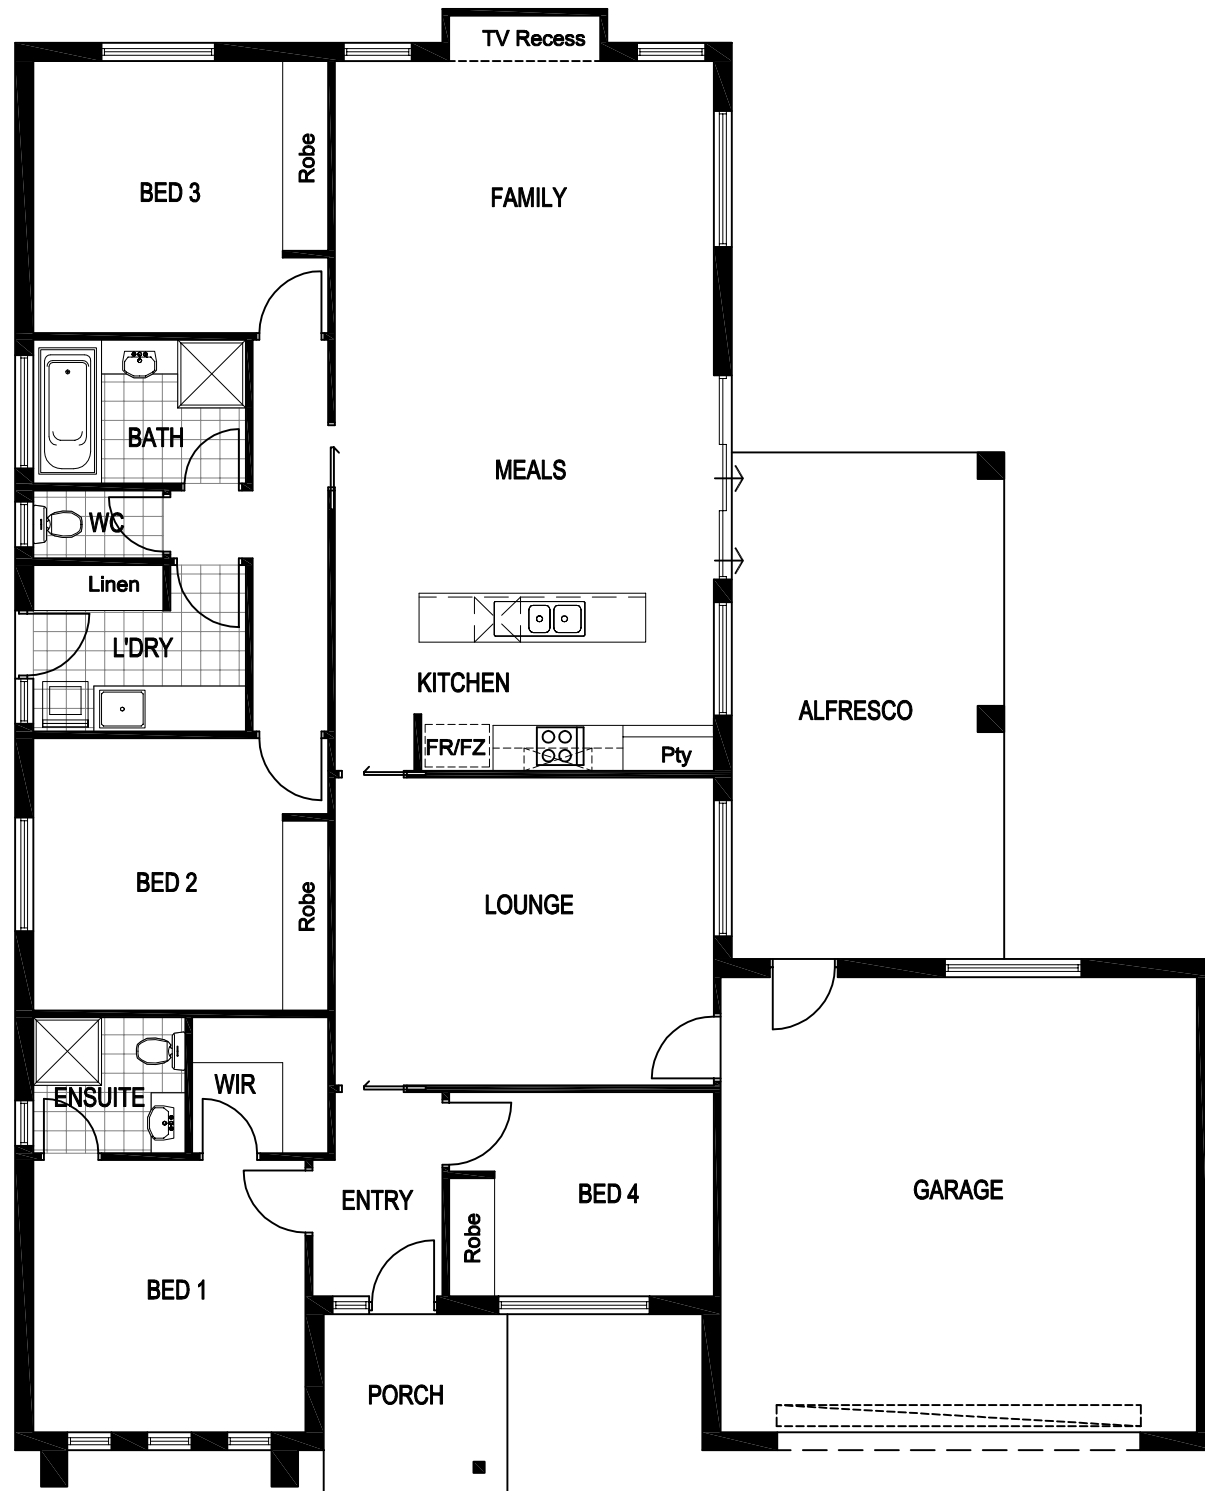 TV Recess
Robe
BED 3
FAMILY
BATH
MEALS
WC
Linen
L'DRY
KITCHEN
ALFRESCO
FR/FZ
Pty
BED 2
Robe
LOUNGE
WIR
ENSUITE
GARAGE
BED 4
ENTRY
Robe
BED 1
PORCH